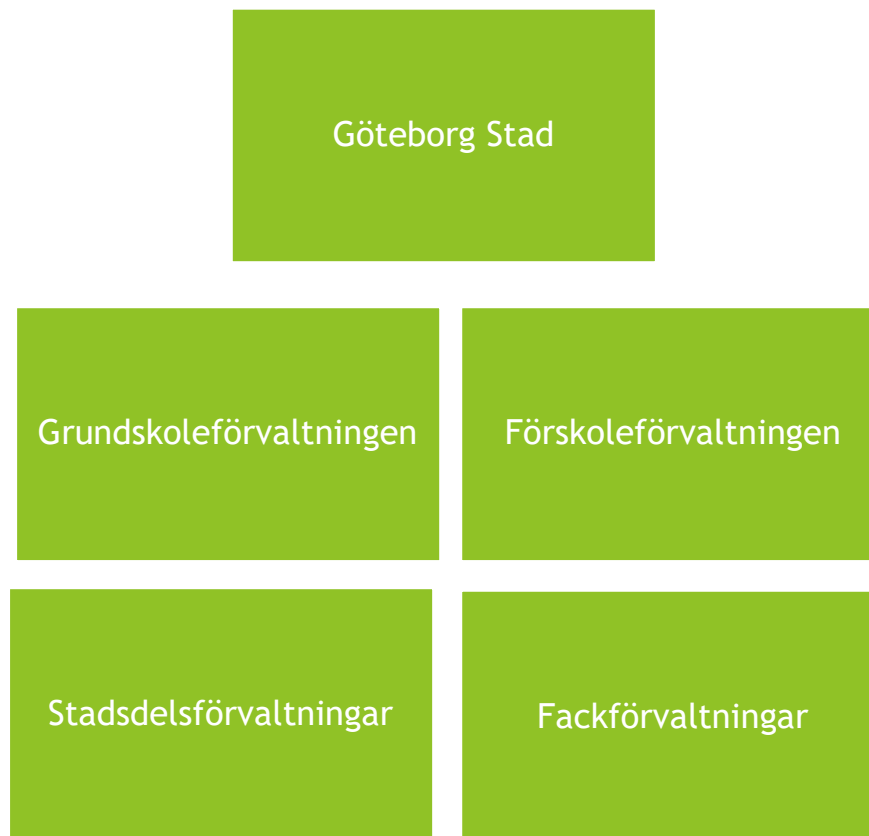 Göteborg Stad
Grundskoleförvaltningen
Förskoleförvaltningen
Stadsdelsförvaltningar
Fackförvaltningar